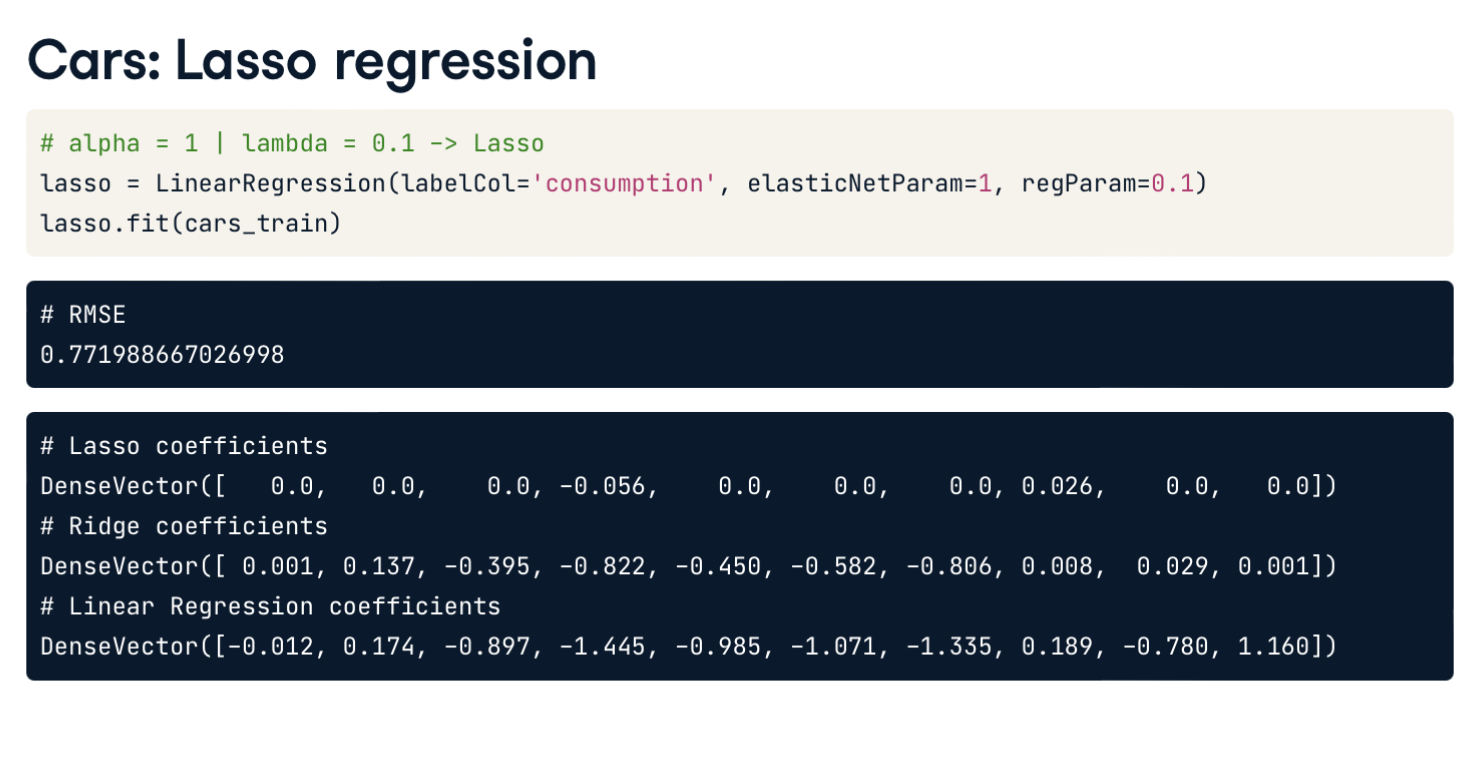 Cars: Lasso regression
# alpha = 1 | lambda = 0.1 -> Lasso
lasso = LinearRegression(labelCol='consumption', elasticNetParam=1, regParam=0.1)
lasso.fit(cars_train)
# RMSE
0.771988667026998
# Lasso coefficients
DenseVector([   0.0,   0.0,    0.0, -0.056,    0.0,    0.0,    0.0, 0.026,    0.0,   0.0])
# Ridge coefficients
DenseVector([ 0.001, 0.137, -0.395, -0.822, -0.450, -0.582, -0.806, 0.008,  0.029, 0.001])
# Linear Regression coefficients
DenseVector([-0.012, 0.174, -0.897, -1.445, -0.985, -1.071, -1.335, 0.189, -0.780, 1.160])